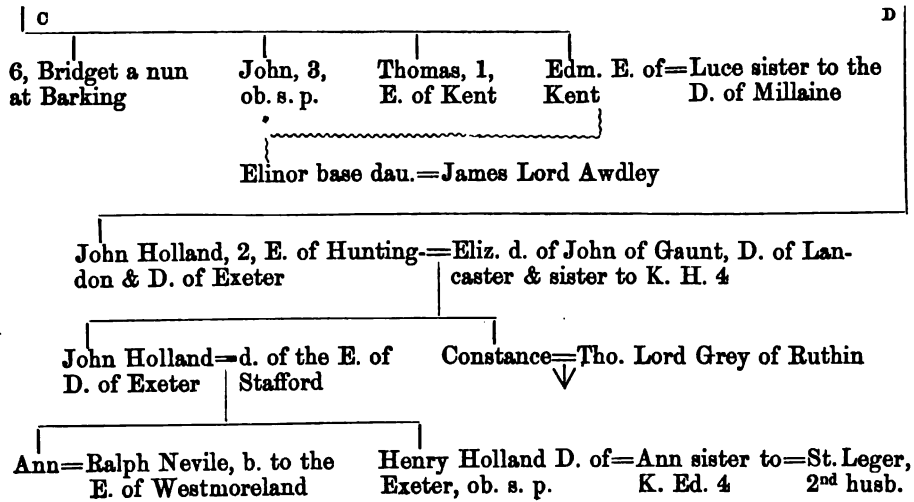 C D
6, Bridget a nun John, 3, Thomas, 1, Edm. E. of=Luce sister to the
at Barking ob. s. p. E. of Kent Kent D. of Millaine
Elinor base dau.=James Lord Awdley
John Holland, 2, E. of Hunting-=Eliz. d. of John of Gaunt, D. of Lan-
don & D. of Exeter caster & sister to K. H. 4
John Holland=d. of the E. of Constance=Tho. Lord Grey of Ruthin
D. of Exeter Stafford
Ann=Ralph Nevile, b. to the Henry Holland D. of=Ann sister to=St. Leger,
E. of Westmoreland Exeter, ob. s. p. K. Ed. 4 2nd husb.